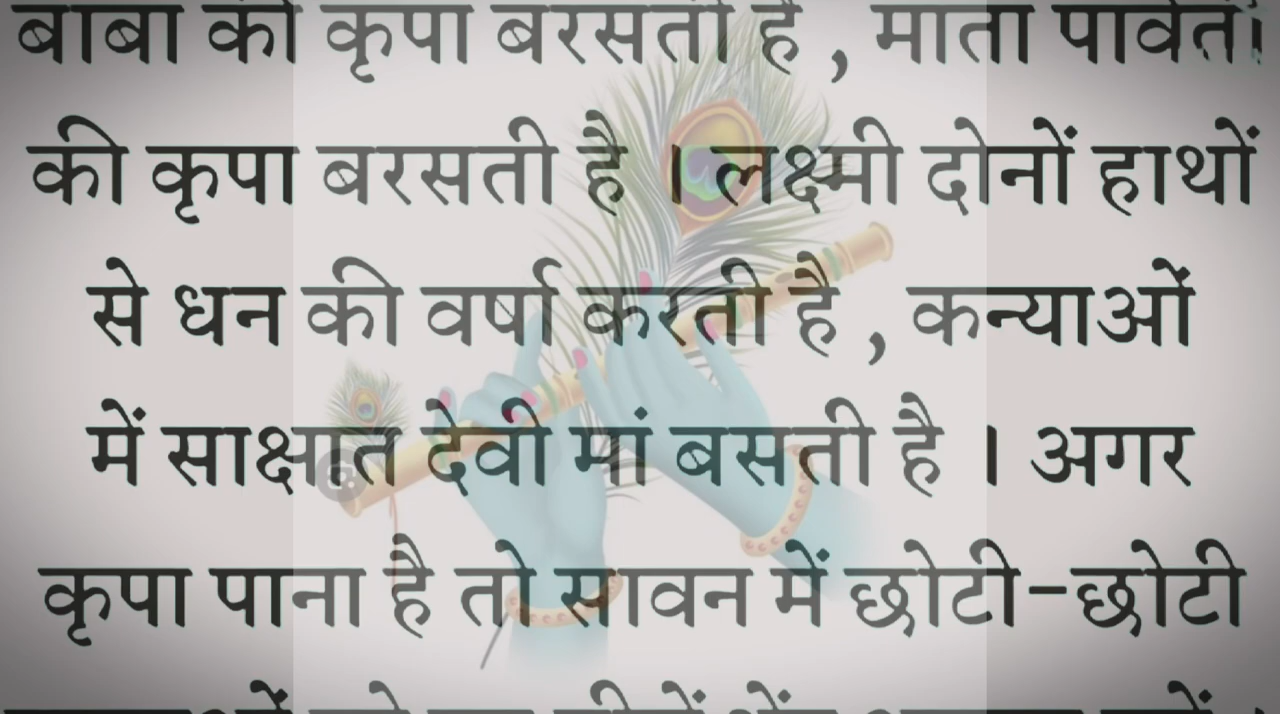 बाबा की कृपा बरसती है , माता पार्वती
की कृपा बरसती है । लक्ष्मी दोनों हाथों
से धन की वर्षा करती है , कन्याओं
में साक्षात देवी मां बसती है । अगर
कृपा पाना है तो सावन में छोटी-छोटी